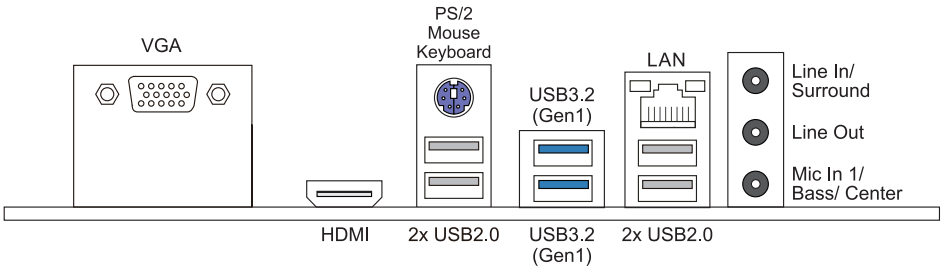 VGA
PS/2
Mouse
Keyboard
USB3.2
(Gen1)
LAN
Line In/
Surround
Line Out
Mic In 1/
Bass/ Center
HDMI
2x USB2.0
USB3.2
(Gen1)
2x USB2.0